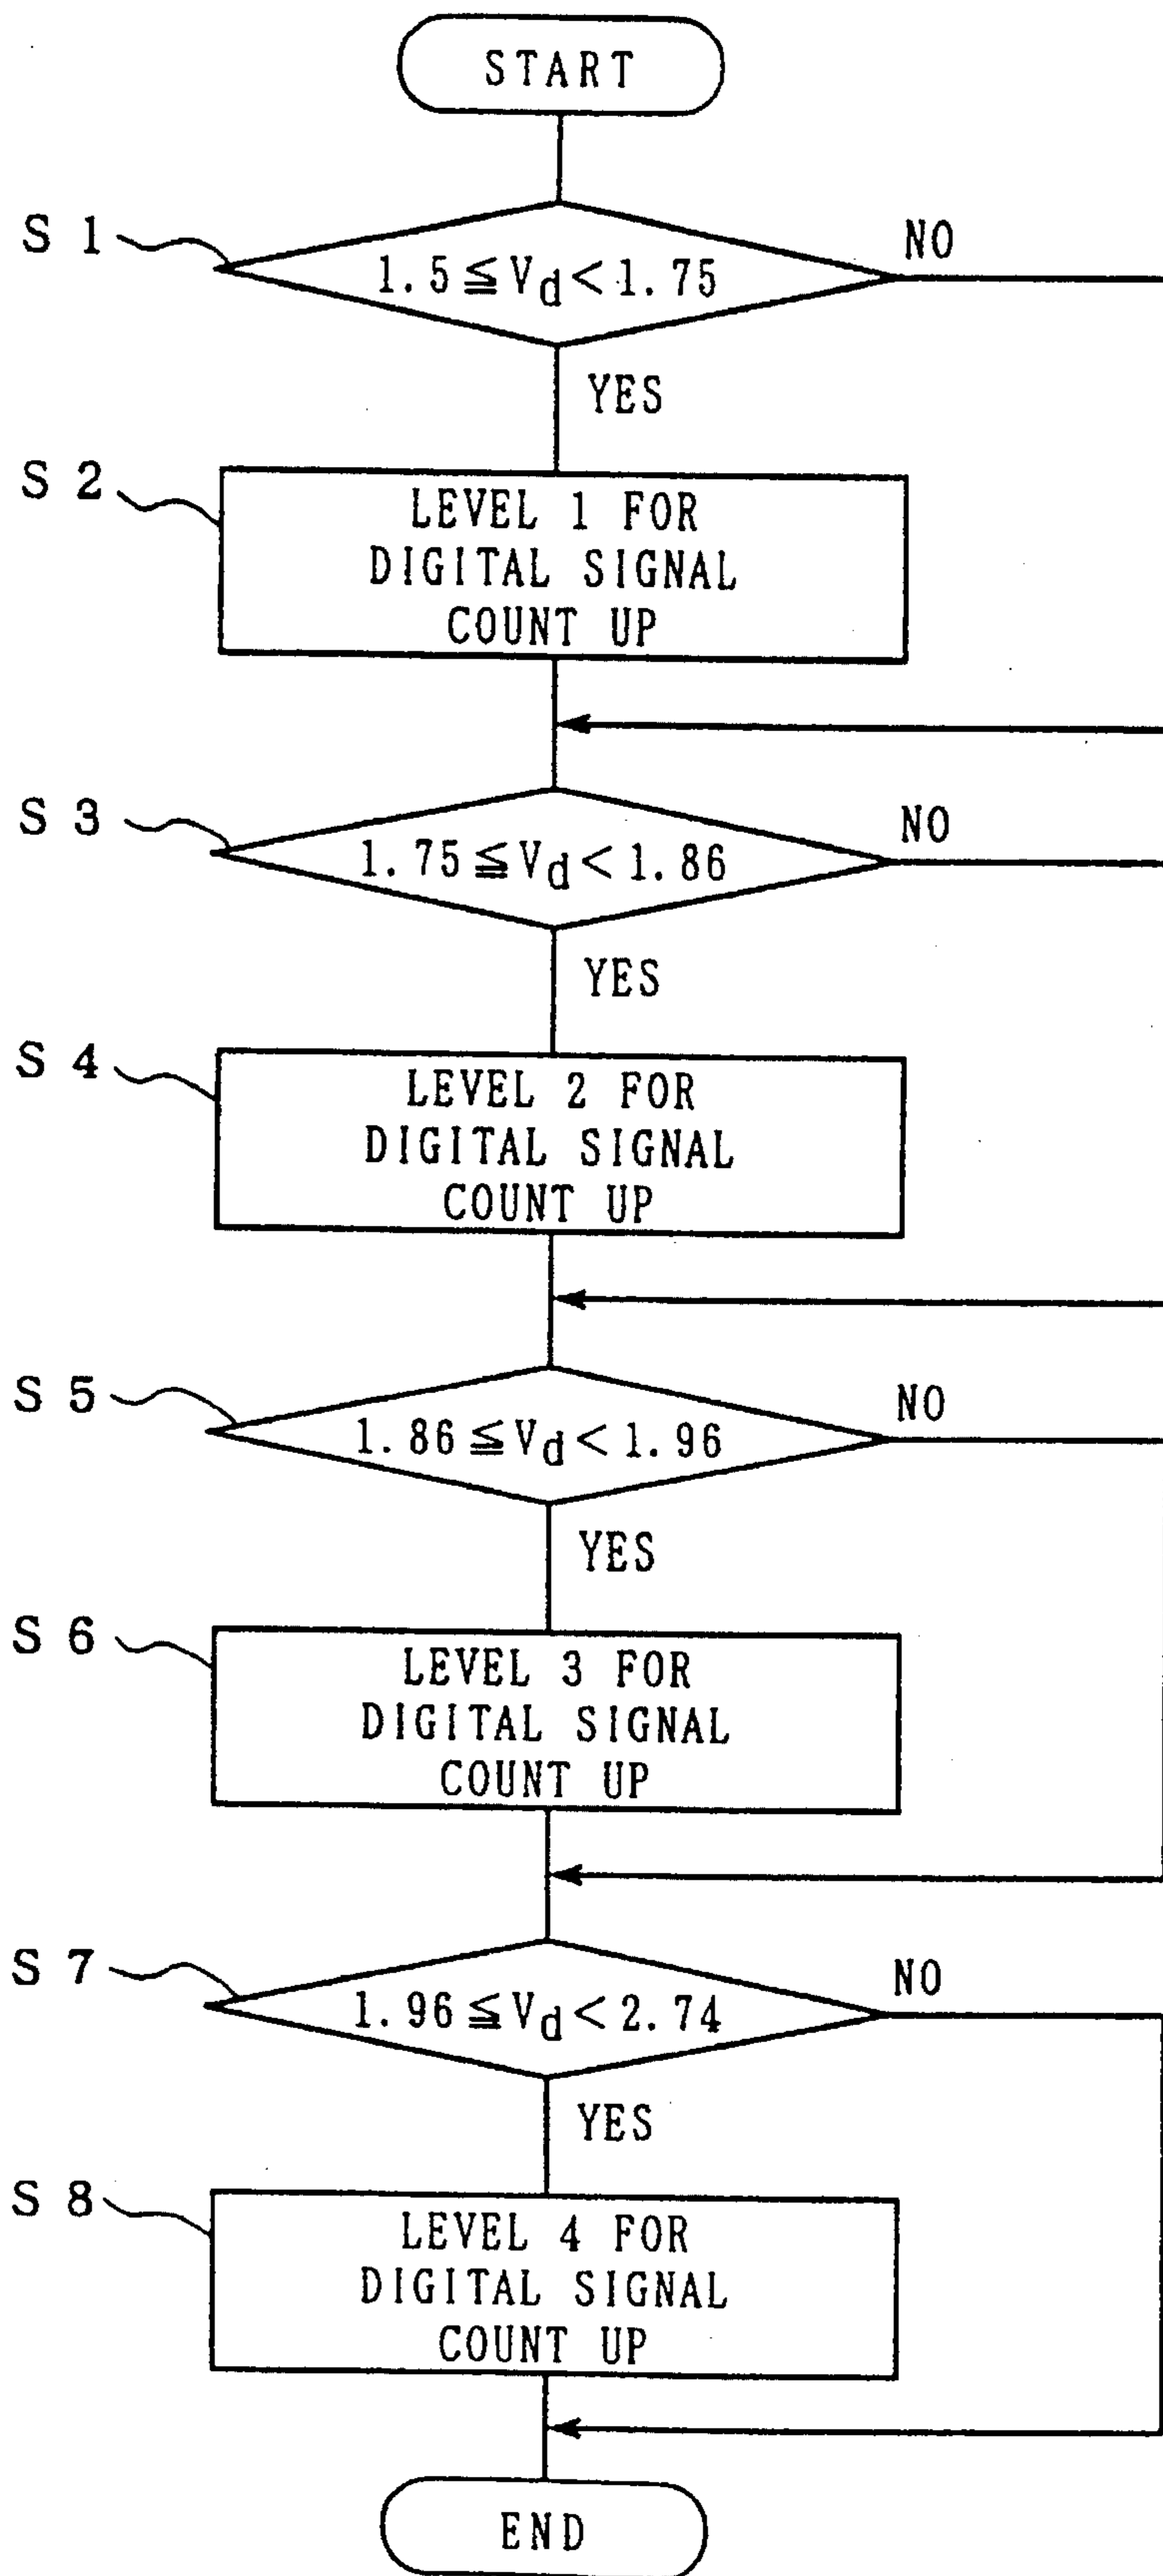 START
S 1
1.5 ≦ Vd < 1.75
NO
YES
S 2
LEVEL 1 FOR
DIGITAL SIGNAL
COUNT UP
S 3
1.75 ≦ Vd < 1.86
NO
YES
S 4
LEVEL 2 FOR
DIGITAL SIGNAL
COUNT UP
S 5
1.86 ≦ Vd < 1.96
NO
YES
S 6
LEVEL 3 FOR
DIGITAL SIGNAL
COUNT UP
S 7
1.96 ≦ Vd < 2.74
NO
YES
S 8
LEVEL 4 FOR
DIGITAL SIGNAL
COUNT UP
END